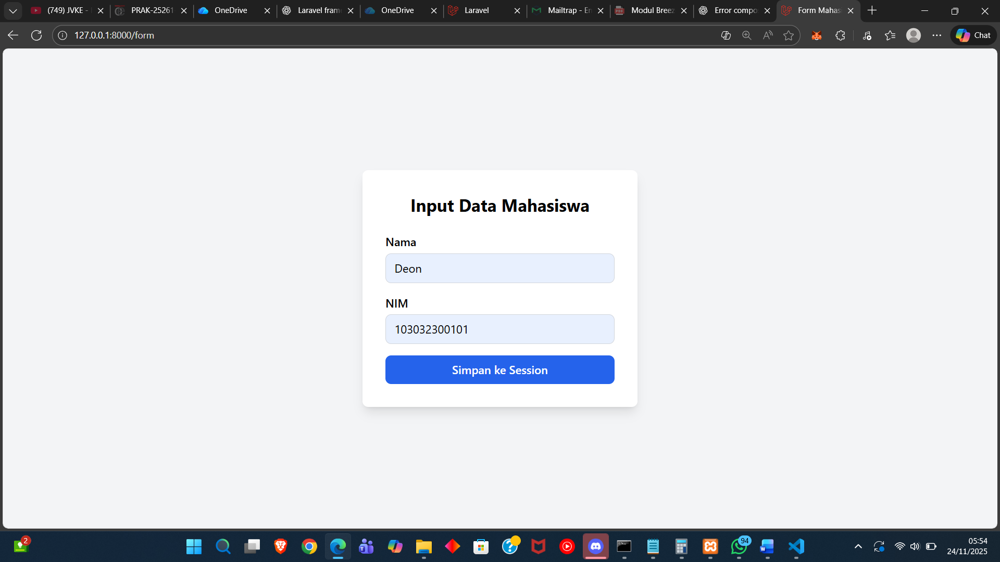 (749) JVKE -
PRAK-25261
OneDrive
Laravel fram
OneDrive
Laravel
Mailtrap - En
Modul Breez
Error compo
Form Mahas
127.0.0.1:8000/form
Chat
Input Data Mahasiswa
Nama
Deon
NIM
103032300101
Simpan ke Session
2
94
05:54
24/11/2025